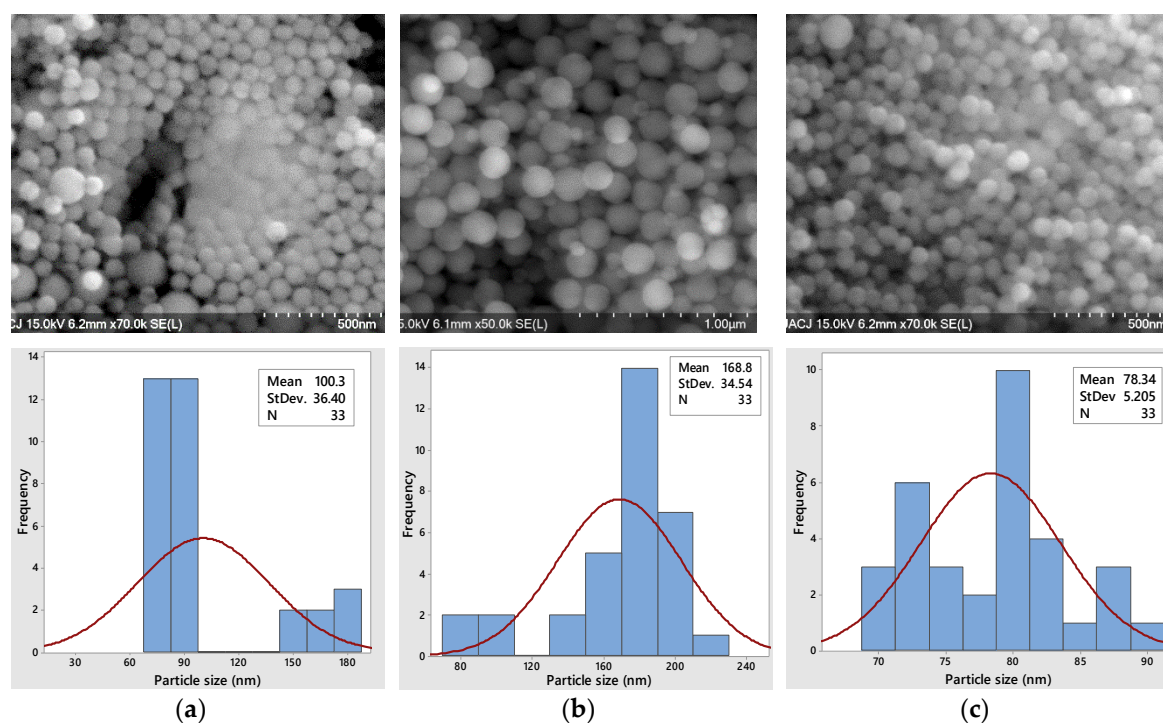 CJ 15.0kV 6.2mm x70.0k SE(L) 500nm
5.0kV 6.1mm x50.0k SE(L) 1.00µm
JACJ 15.0kV 6.2mm x70.0k SE(L) 500nm
14
12
10
8
6
4
2
0
Frequency
Mean 100.3
StDev. 36.40
N 33
30 60 90 120 150 180
Particle size (nm)
14
12
10
8
6
4
2
0
Frequency
Mean 168.8
StDev 34.54
N 33
80 120 160 200 240
Particle size (nm)
10
8
6
4
2
0
Frequency
Mean 78.34
StDev 5.205
N 33
70 75 80 85 90
Particle size (nm)
(a) (b) (c)